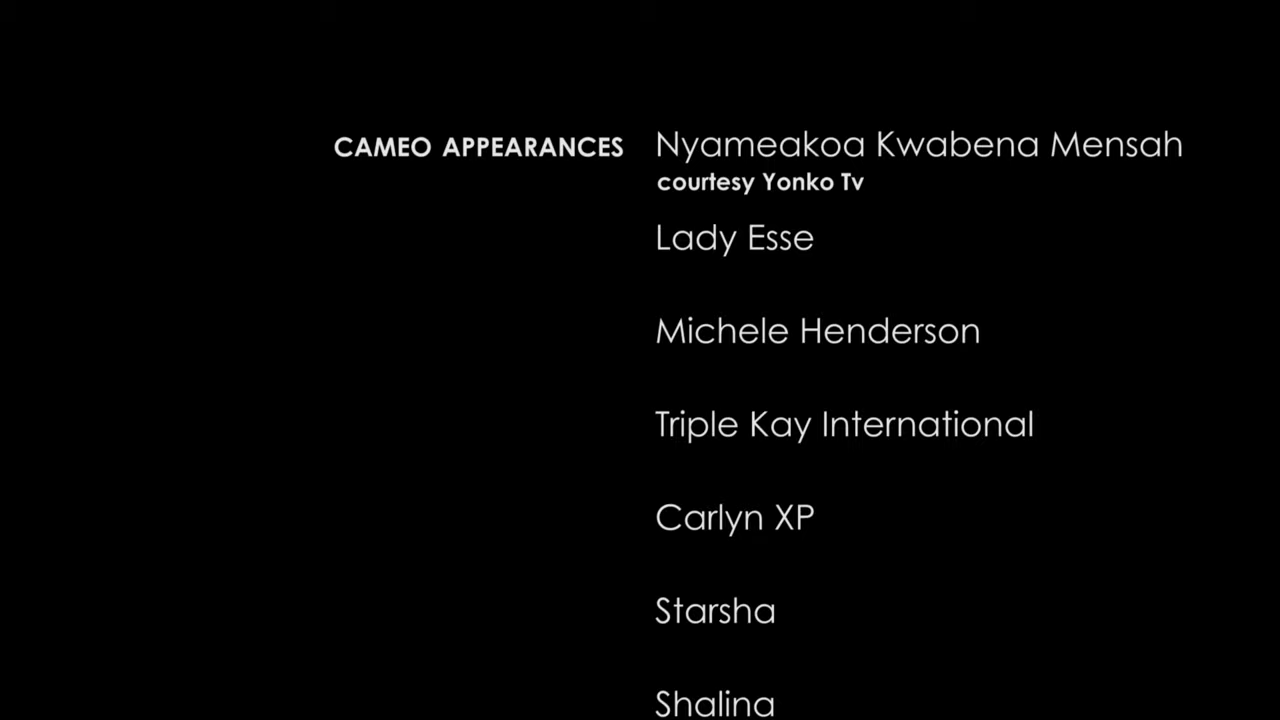 CAMEO APPEARANCES Nyameakoa Kwabena Mensah
courtesy Yonko Tv
Lady Esse
Michele Henderson
Triple Kay International
Carlyn XP
Starsha
Shalina